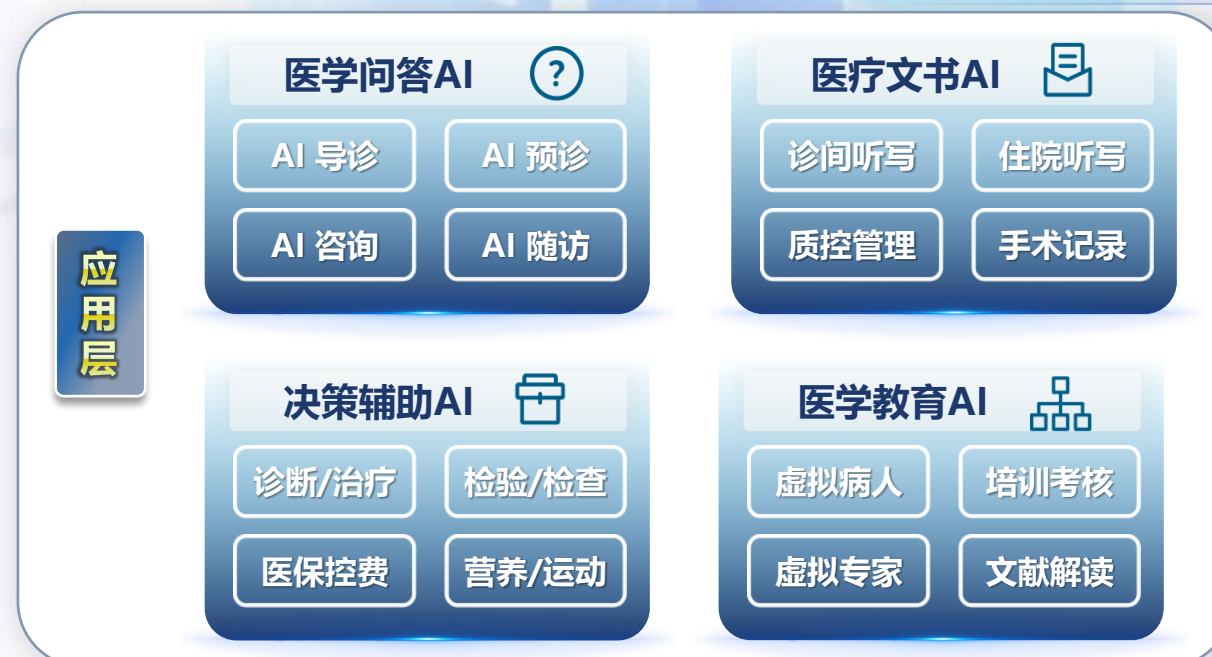 应用层
医学问答AI
AI 导诊
AI 预诊
AI 咨询
AI 随访
医疗文书AI
诊间听写
住院听写
质控管理
手术记录
决策辅助AI
诊断/治疗
检验/检查
医保控费
营养/运动
医学教育AI
虚拟病人
培训考核
虚拟专家
文献解读